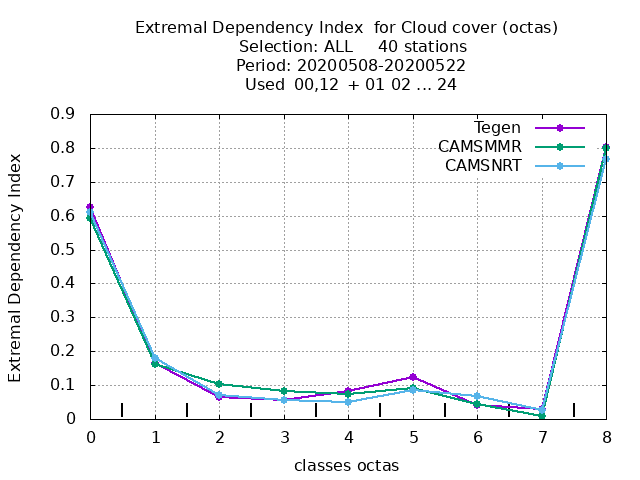 Extremal Dependency Index  for Cloud cover (octas)
Selection: ALL     40 stations
Period: 20200508-20200522
Used  00,12  + 01 02 ... 24
Tegen
CAMSMMR
CAMSNRT
Extremal Dependency Index
0.9
0.8
0.7
0.6
0.5
0.4
0.3
0.2
0.1
0
0 1 2 3 4 5 6 7 8
classes octas